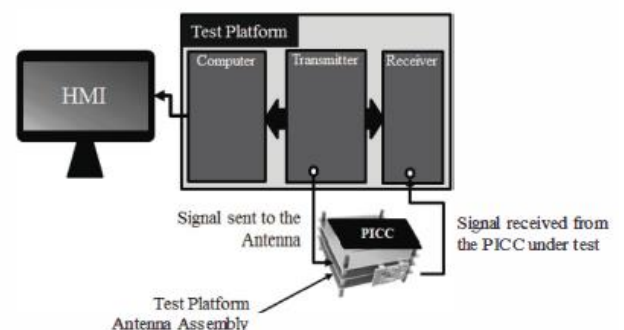 Test Platform
Computer
Transmitter
Receiver
HMI
Signal sent to the
Antenna
PICC
Signal received from
the PICC under test
Test Platform
Antenna Assembly